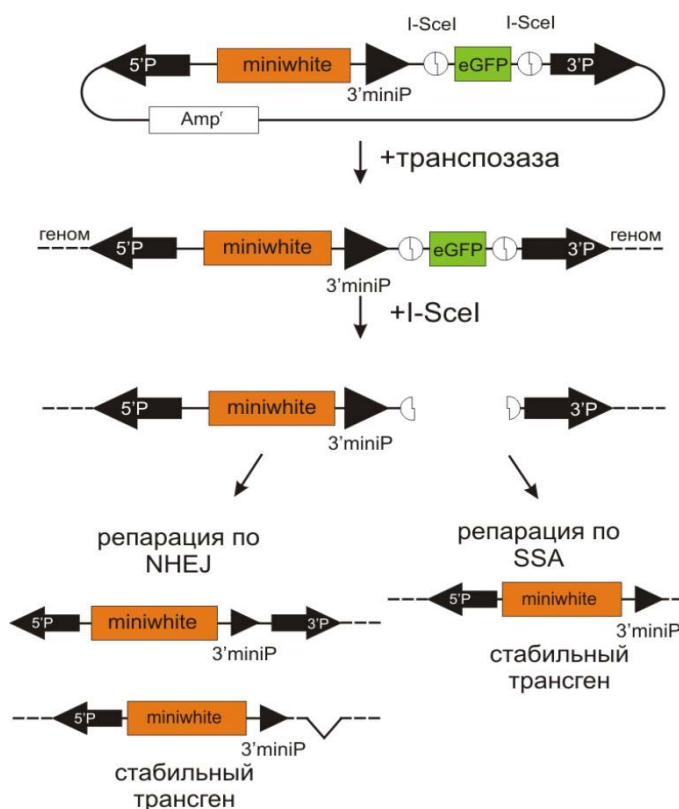 I-SceI I-SceI
5'P miniwhite eGFP 3'P
3'miniP
Ampʳ
+транспозаза
геном геном
5'P miniwhite eGFP 3'P
3'miniP
+I-SceI
5'P miniwhite 3'P
3'miniP
репарация по
NHEJ
репарация по
SSA
5'P miniwhite 3'miniP
стабильный
трансген
5'P miniwhite 3'P
3'miniP
5'P miniwhite
3'miniP
стабильный
трансген